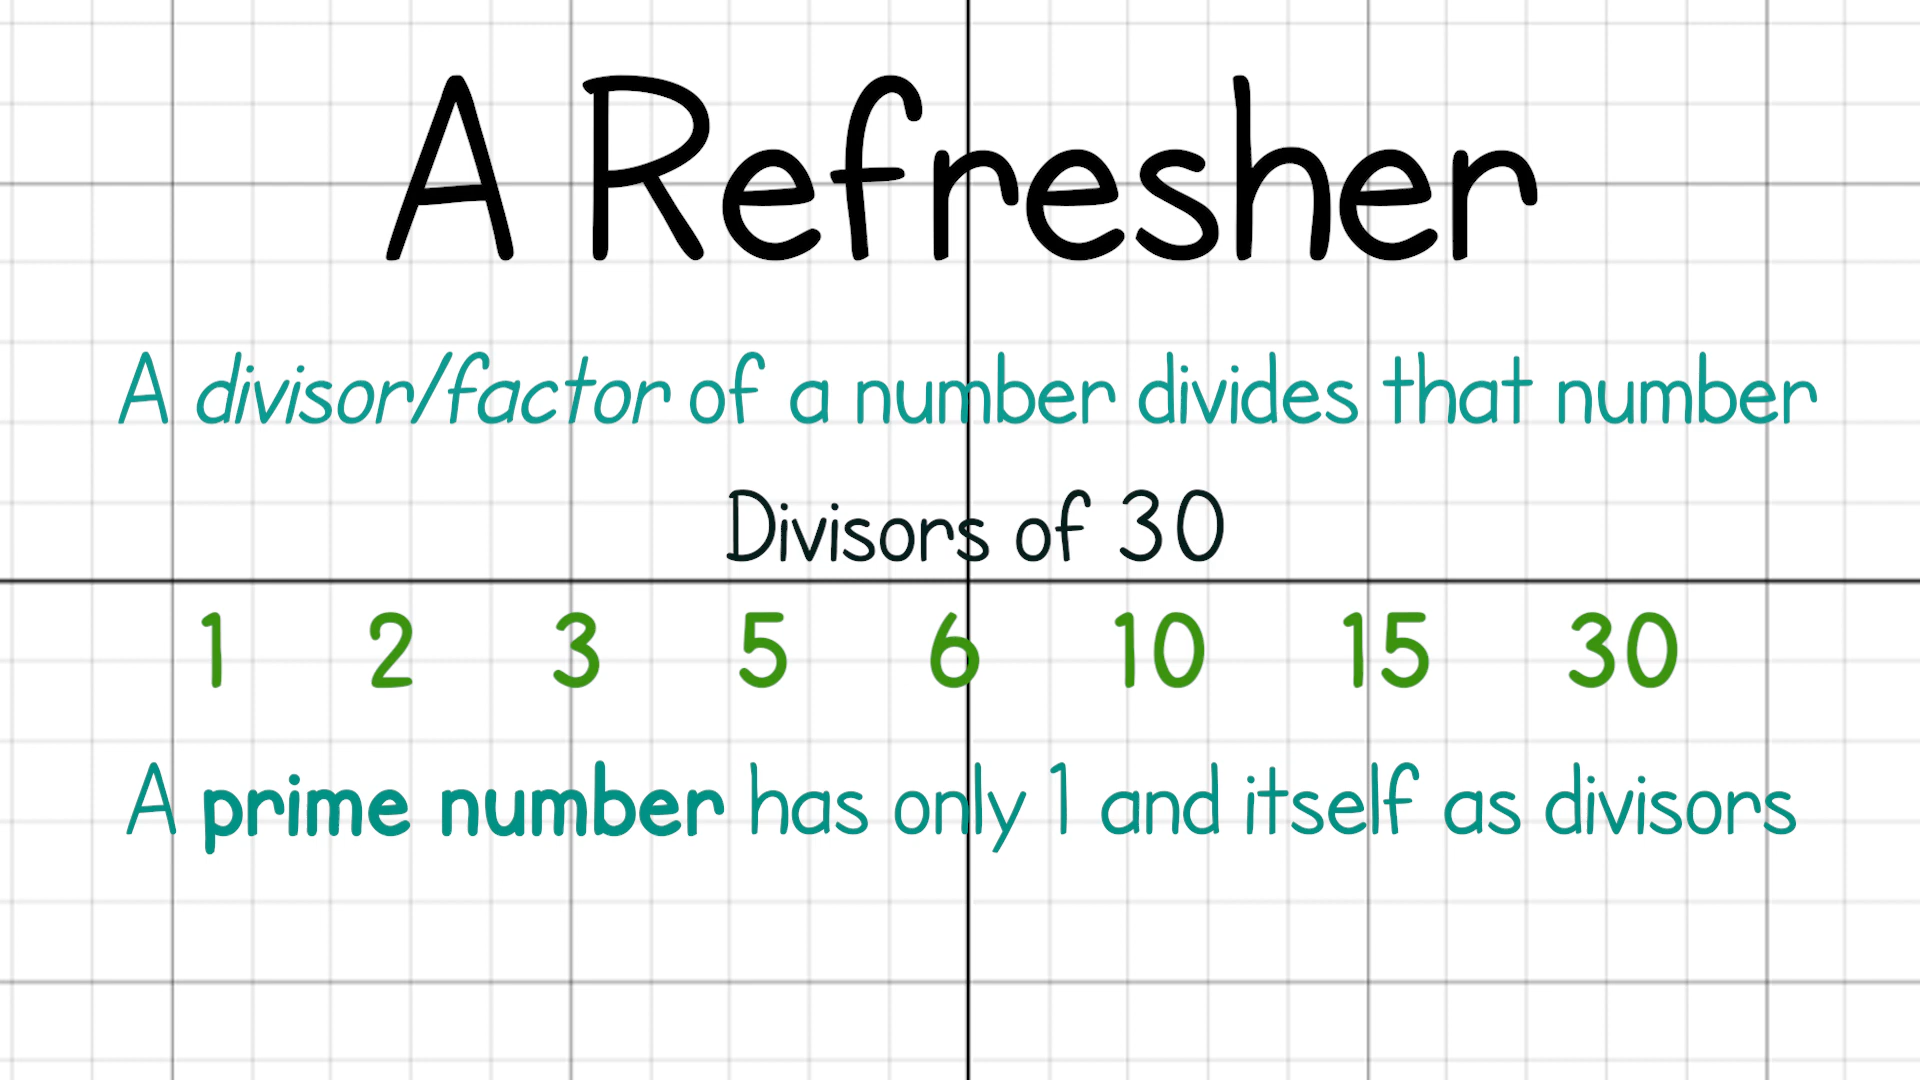 A Refresher
A divisor/factor of a number divides that number
Divisors of 30
1 2 3 5 6 10 15 30
A prime number has only 1 and itself as divisors